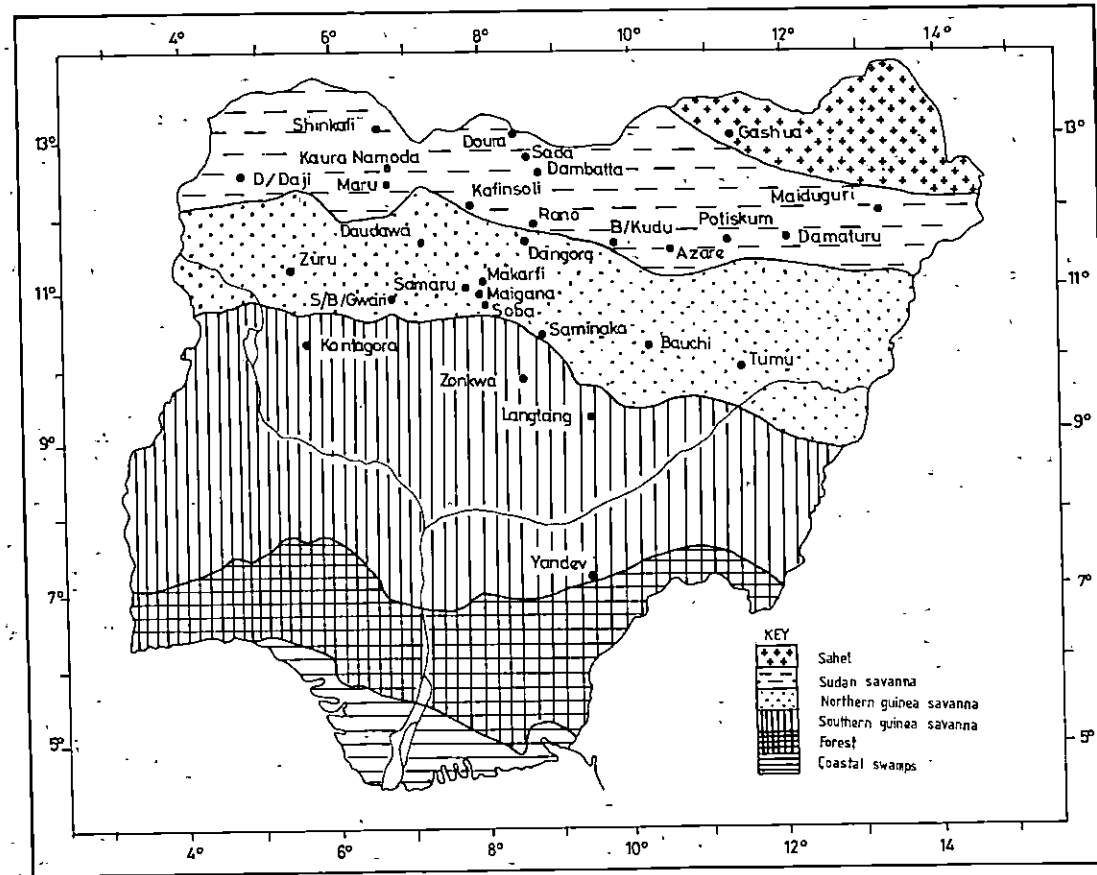 4° 6° 8° 10° 12° 14°
13° 13°
Shinkafi
Doura
Gashua
Sada
Kaura Namoda
Dambatta
D/Daji
Maru
Kafinsoli
Maiduguri
Rano
Potiskum
Daudawa
B/Kudu
Damaturu
Dangora
Azare
Zuru
Makarfi
11° 11°
Samaru
Maigana
S/B/Gwari
Soba
Saminaka
Kontagora
Bauchi
Tumu
Zonkwa
Langtang
9° 9°
Yandev
7° 7°
KEY
Sahel
Sudan savanna
Northern guinea savanna
Southern guinea savanna
Forest
Coastal swamps
5° 5°
4° 6° 8° 10° 12° 14°